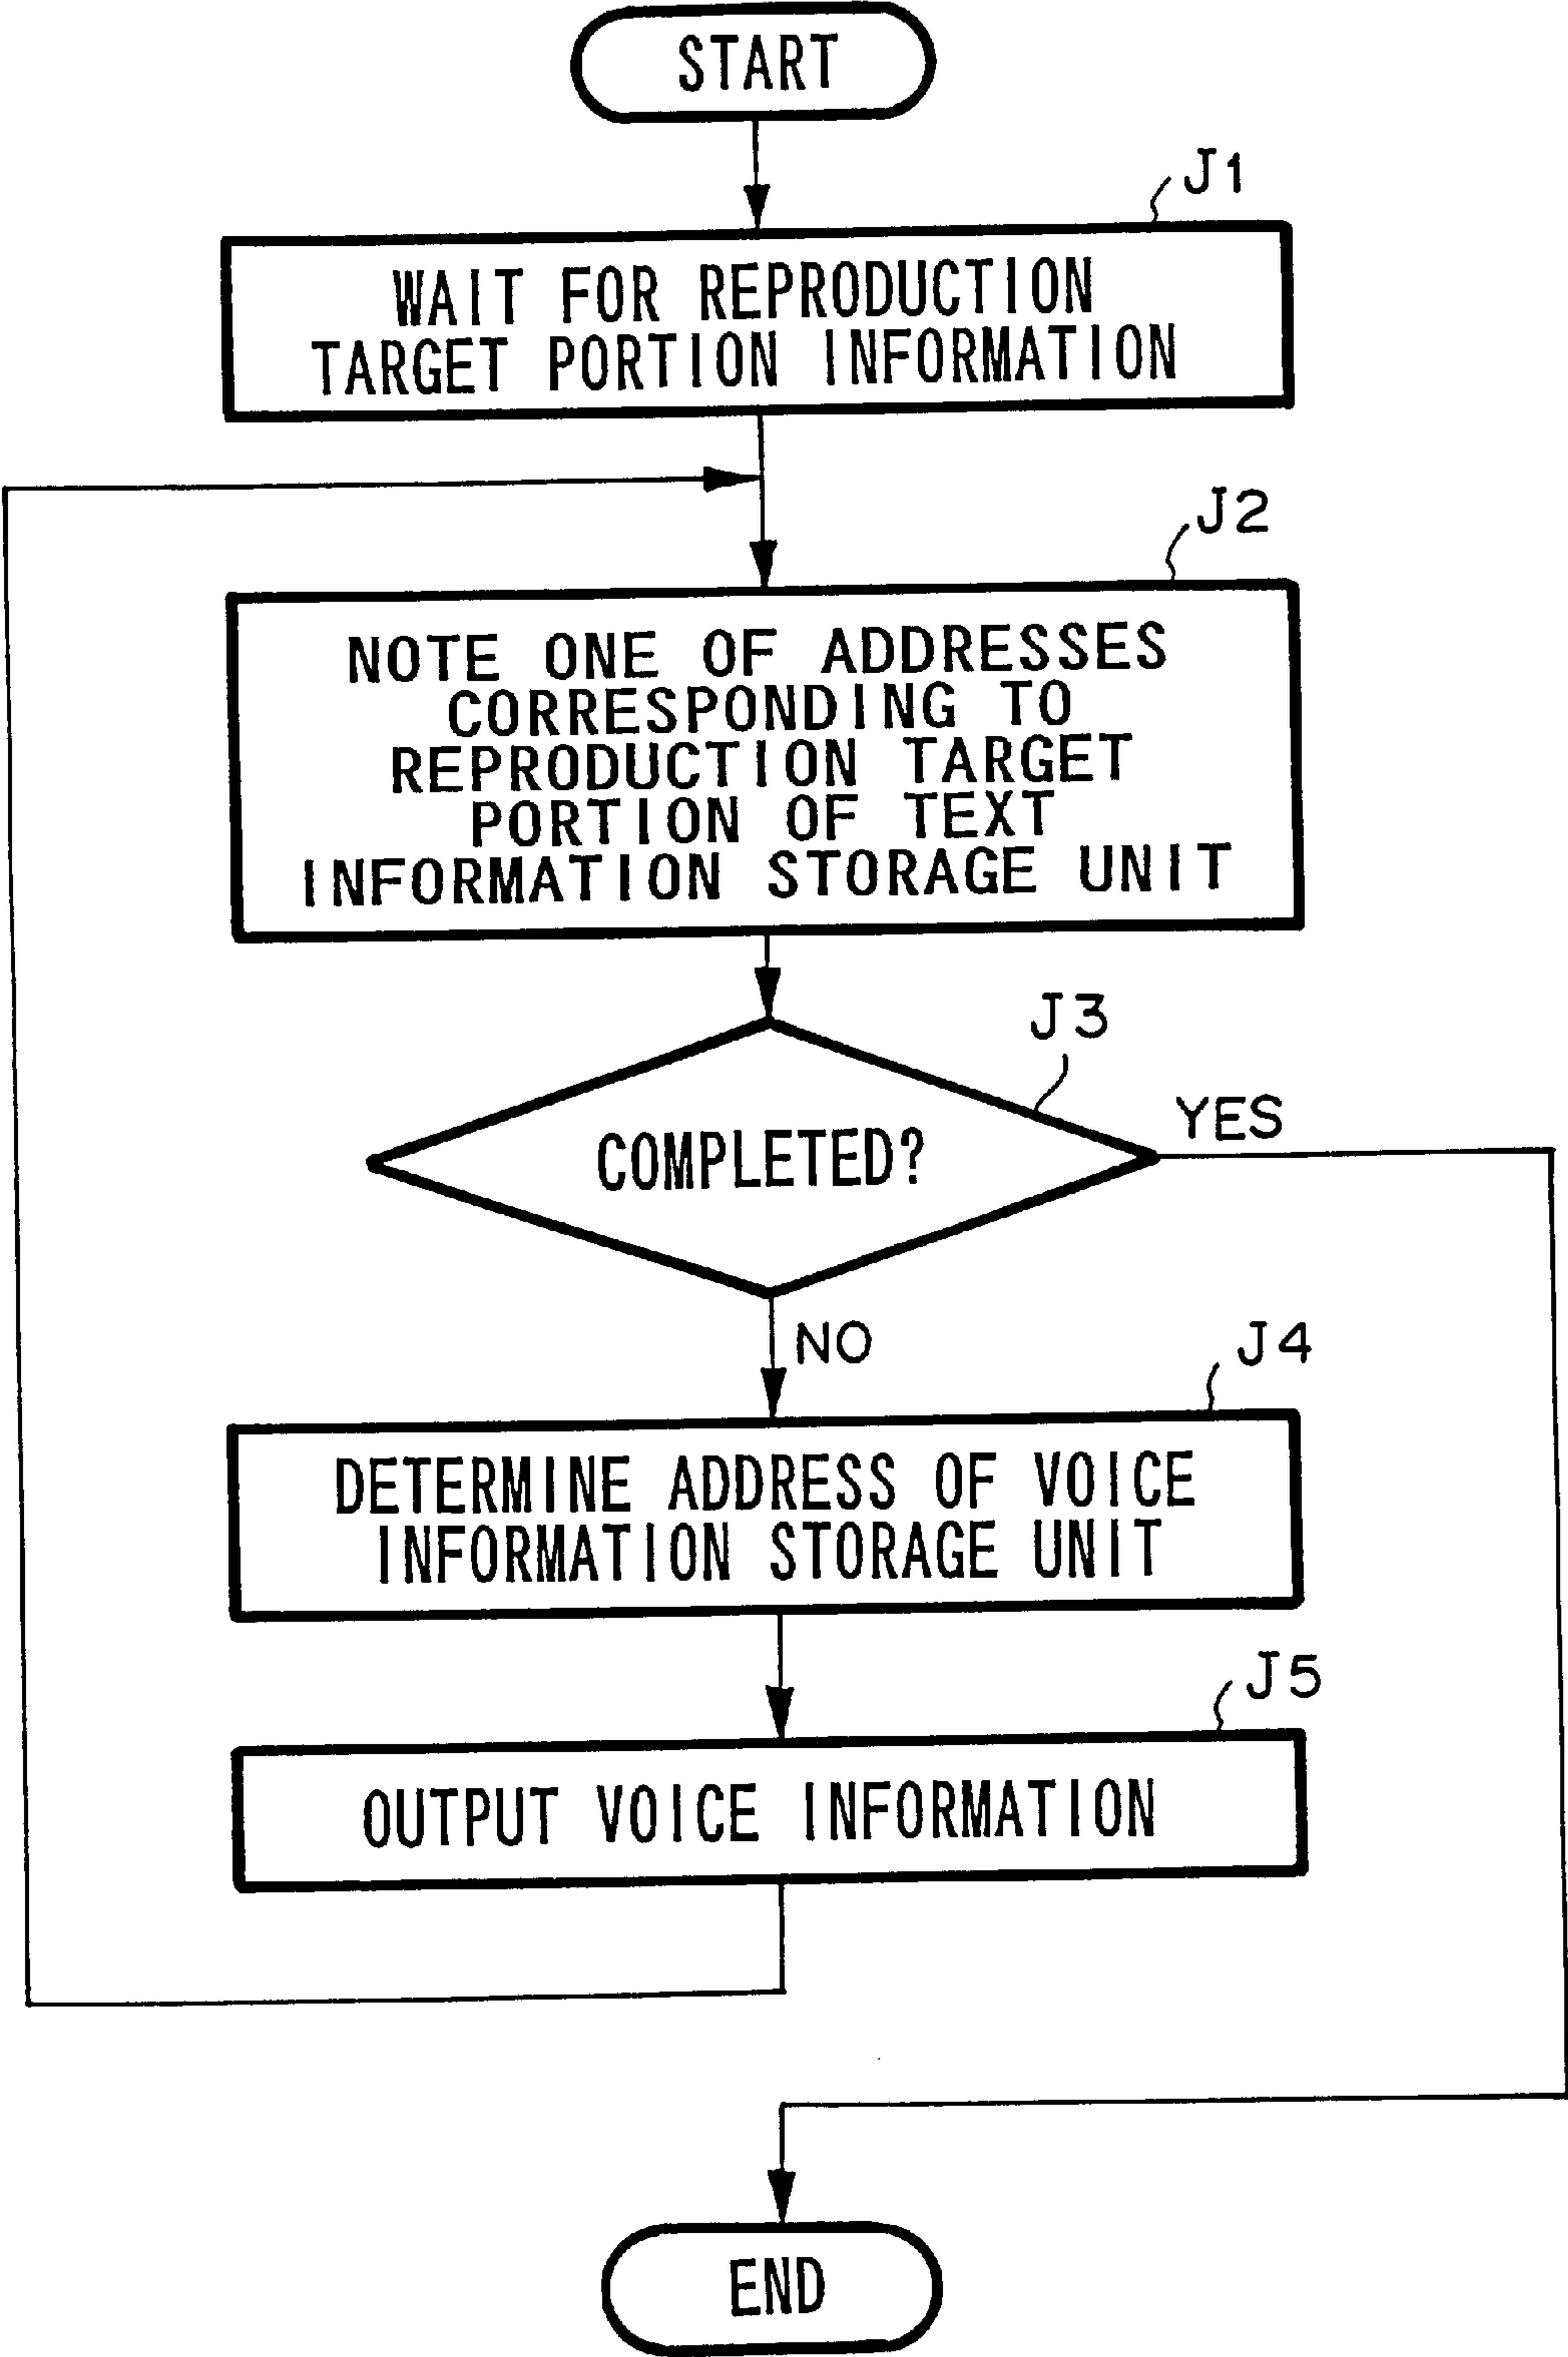 START
J1
WAIT FOR REPRODUCTION
TARGET PORTION INFORMATION
J2
NOTE ONE OF ADDRESSES
CORRESPONDING TO
REPRODUCTION TARGET
PORTION OF TEXT
INFORMATION STORAGE UNIT
J3
COMPLETED?
YES
NO
J4
DETERMINE ADDRESS OF VOICE
INFORMATION STORAGE UNIT
J5
OUTPUT VOICE INFORMATION
END